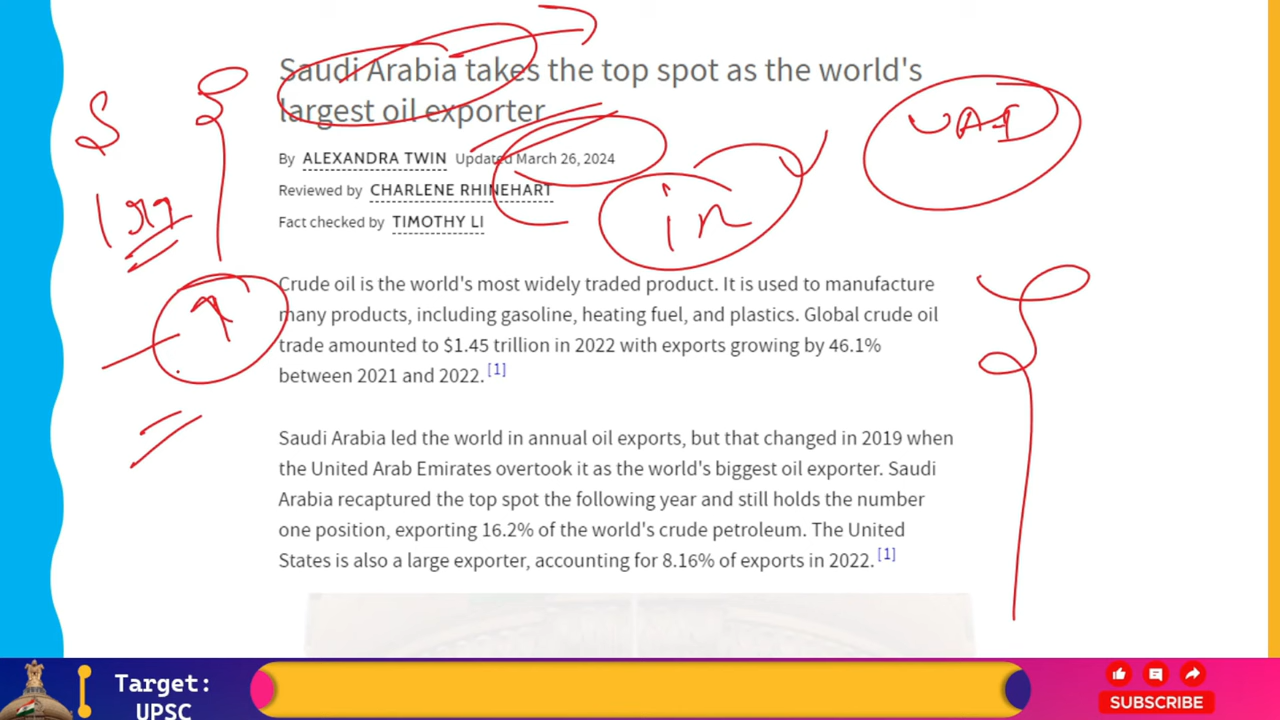 Saudi Arabia takes the top spot as the world's
largest oil exporter
By ALEXANDRA TWIN Updated March 26, 2024
Reviewed by CHARLENE RHINEHART
Fact checked by TIMOTHY LI
S
in
Crude oil is the world's most widely traded product. It is used to manufacture
many products, including gasoline, heating fuel, and plastics. Global crude oil
trade amounted to $1.45 trillion in 2022 with exports growing by 46.1%
between 2021 and 2022. [1]
Saudi Arabia led the world in annual oil exports, but that changed in 2019 when
the United Arab Emirates overtook it as the world's biggest oil exporter. Saudi
Arabia recaptured the top spot the following year and still holds the number
one position, exporting 16.2% of the world's crude petroleum. The United
States is also a large exporter, accounting for 8.16% of exports in 2022. [1]
Target:
UPSC
SUBSCRIBE